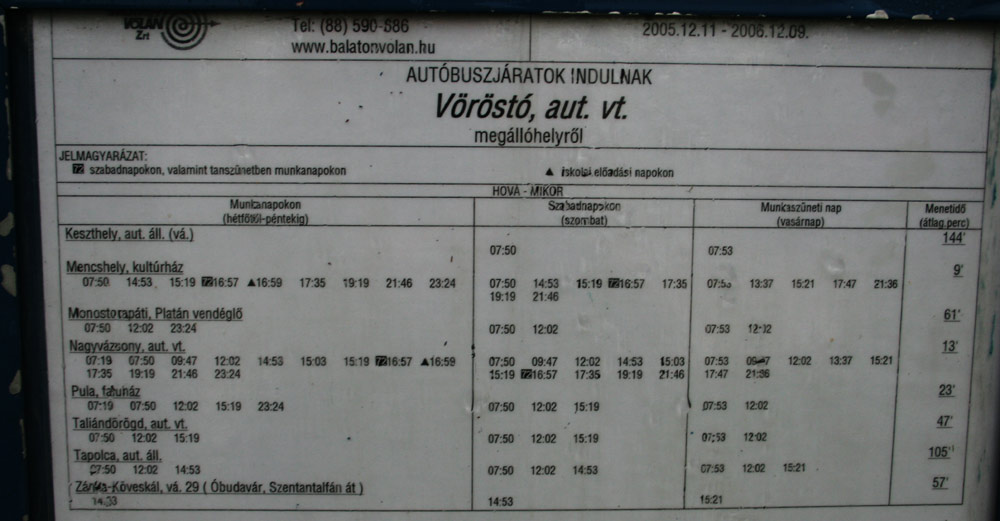 VOLÁN
Zrt
Tel: (88) 590-886
www.balatonvolan.hu
2005.12.11 - 2006.12.09.
AUTÓBUSZJÁRATOK INDULNAK
Vöröstó, aut. vt.
megállóhelyről
JELMAGYARÁZAT:
72 szabadnapokon, valamint tanszünetben munkanapokon ▲ iskolai előadási napokon
HOVA - MIKOR
Munkanapokon Szabadnapokon Munkaszüneti nap Menetidő
(hétfőtől-péntekig) (szombat) (vasárnap) (átlag.perc)
Keszthely, aut. áll. (vá.) 144'
07:50 07:53
Mencshely, kultúrház 9'
07:50 14:53 15:19 72 16:57 ▲16:59 17:35 19:19 21:46 23:24 07:50 14:53 15:19 72 16:57 17:35 07:53 13:37 15:21 17:47 21:36
19:19 21:46
Monostorapáti, Platán vendéglő 61'
07:50 12:02 23:24 07:50 12:02 07:53 12:02
Nagyvázsony, aut. vt. 13'
07:19 07:50 09:47 12:02 14:53 15:03 15:19 72 16:57 ▲16:59 07:50 09:47 12:02 14:53 15:03 07:53 09:47 12:02 13:37 15:21
17:35 19:19 21:46 23:24 15:19 72 16:57 17:35 19:19 21:46 17:47 21:36
Pula, faluház 23'
07:19 07:50 12:02 15:19 23:24 07:50 12:02 15:19 07:53 12:02
Taliándörögd, aut. vt. 47'
07:50 12:02 15:19 07:50 12:02 15:19 07:53 12:02
Tapolca, aut. áll. 105'
07:50 12:02 14:53 07:50 12:02 14:53 07:53 12:02 15:21
Zánka-Köveskál, vá. 29 ( Óbudavár, Szentantalfán át ) 57'
14:53 14:53 15:21